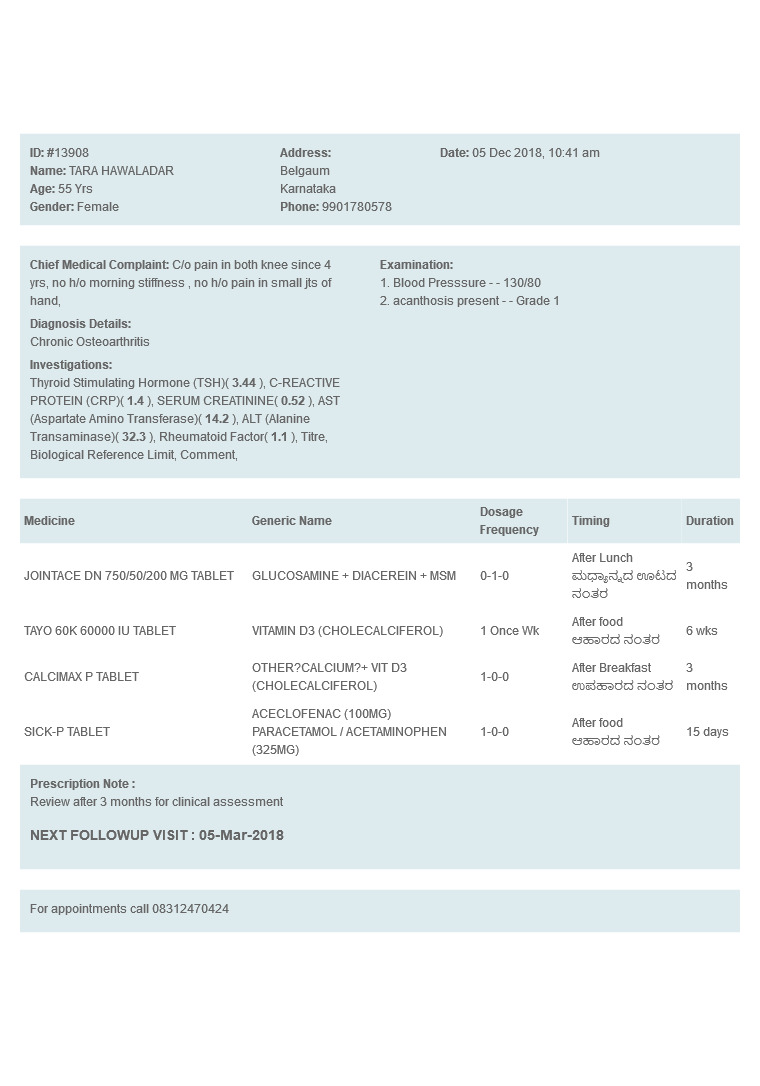 ID: #13908
Name: TARA HAWALADAR
Age: 55 Yrs
Gender: Female
Address:
Belgaum
Karnataka
Phone: 9901780578
Date: 05 Dec 2018, 10:41 am
Chief Medical Complaint: C/o pain in both knee since 4
yrs, no h/o morning stiffness , no h/o pain in small jts of
hand,
Diagnosis Details:
Chronic Osteoarthritis
Investigations:
Thyroid Stimulating Hormone (TSH)( 3.44 ), C-REACTIVE
PROTEIN (CRP)( 1.4 ), SERUM CREATININE( 0.52 ), AST
(Aspartate Amino Transferase)( 14.2 ), ALT (Alanine
Transaminase)( 32.3 ), Rheumatoid Factor( 1.1 ), Titre,
Biological Reference Limit, Comment,
Examination:
1. Blood Presssure - - 130/80
2. acanthosis present - - Grade 1
Medicine Generic Name Dosage Frequency Timing Duration
JOINTACE DN 750/50/200 MG TABLET GLUCOSAMINE + DIACEREIN + MSM 0-1-0 After Lunch
ಮಧ್ಯಾನ್ನದ ಊಟದ
ನಂತರ
3
months
TAYO 60K 60000 IU TABLET VITAMIN D3 (CHOLECALCIFEROL) 1 Once Wk After food
ಆಹಾರದ ನಂತರ
6 wks
CALCIMAX P TABLET OTHER?CALCIUM?+ VIT D3
(CHOLECALCIFEROL)
1-0-0
After Breakfast
ಉಪಹಾರದ ನಂತರ
3
months
SICK-P TABLET ACECLOFENAC (100MG)
PARACETAMOL / ACETAMINOPHEN
(325MG)
1-0-0
After food
ಆಹಾರದ ನಂತರ
15 days
Prescription Note :
Review after 3 months for clinical assessment
NEXT FOLLOWUP VISIT : 05-Mar-2018
For appointments call 08312470424